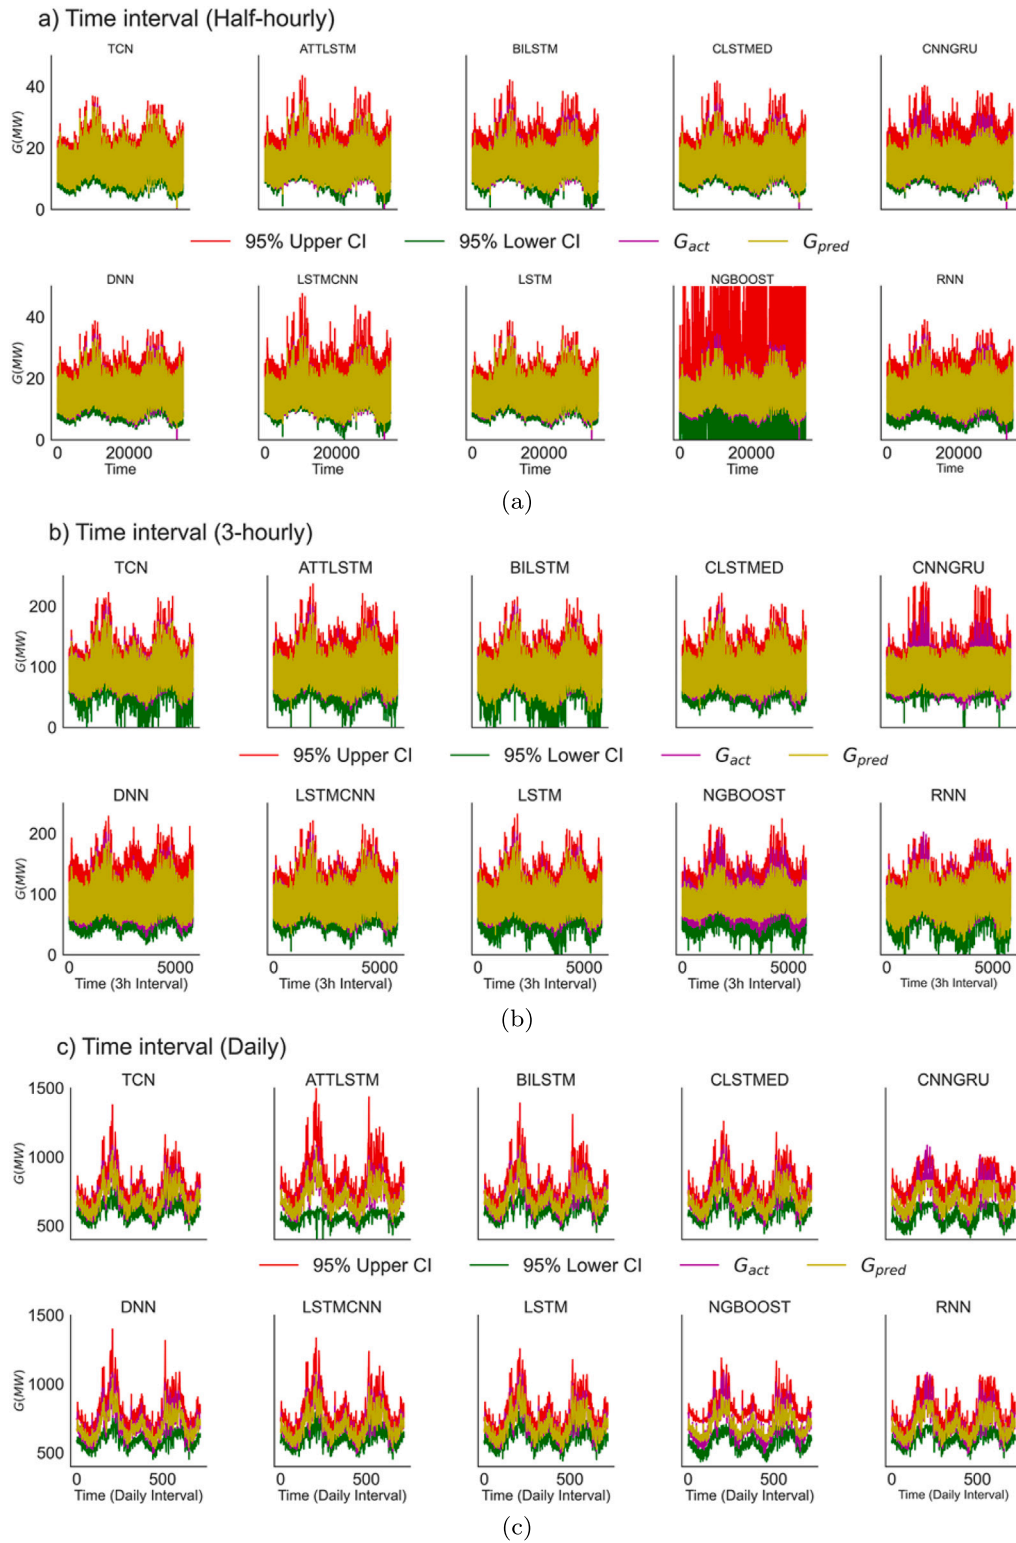 a) Time interval (Half-hourly)
TCN ATTLSTM BILSTM CLSTMED CNNGRU
G(MW)
40
20
0
95% Upper CI 95% Lower CI G_act G_pred
DNN LSTMCNN LSTM NGBOOST RNN
G(MW)
40
20
0
0 20000 0 20000 0 20000 0 20000 0 20000
Time Time Time Time Time
(a)
b) Time interval (3-hourly)
TCN ATTLSTM BILSTM CLSTMED CNNGRU
G(MW)
200
100
0
95% Upper CI 95% Lower CI G_act G_pred
DNN LSTMCNN LSTM NGBOOST RNN
G(MW)
200
100
0
0 5000 0 5000 0 5000 0 5000 0 5000
Time (3h Interval) Time (3h Interval) Time (3h Interval) Time (3h Interval) Time (3h Interval)
(b)
c) Time interval (Daily)
TCN ATTLSTM BILSTM CLSTMED CNNGRU
G(MW)
1500
1000
500
95% Upper CI 95% Lower CI G_act G_pred
DNN LSTMCNN LSTM NGBOOST RNN
G(MW)
1500
1000
500
0 500 0 500 0 500 0 500 0 500
Time (Daily Interval) Time (Daily Interval) Time (Daily Interval) Time (Daily Interval) Time (Daily Interval)
(c)